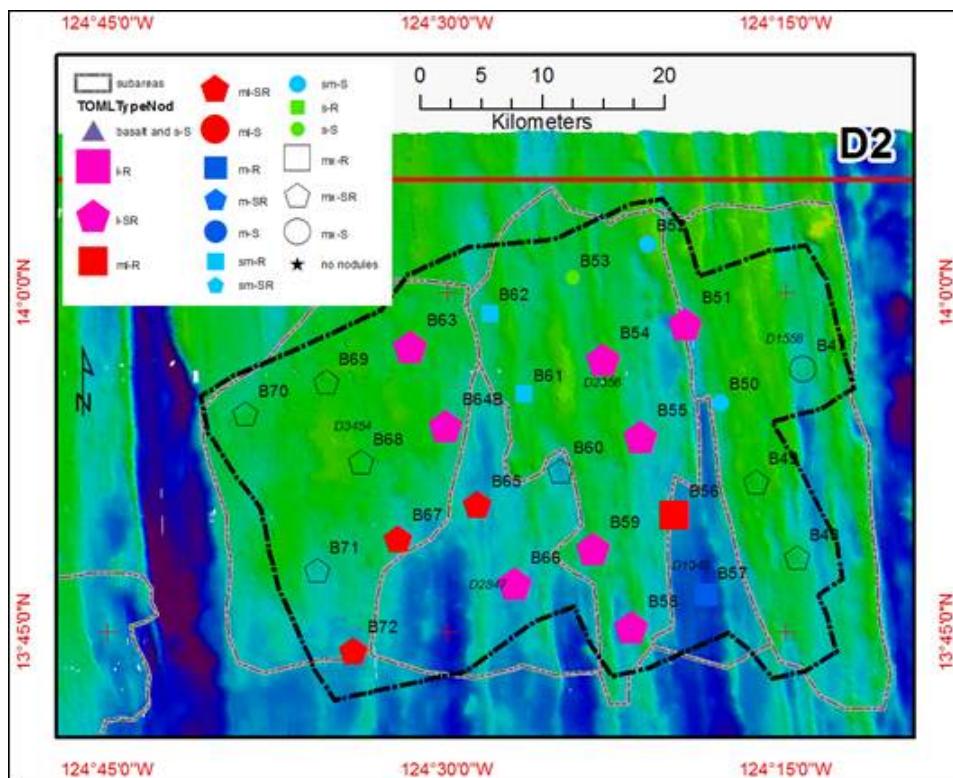 124°45'0"W 124°30'0"W 124°15'0"W
0 5 10 20
Kilometers
D2
subareas
TOMLTypeNod
basalt and s-S
l-R
l-SR
ml-R
ml-SR
ml-S
m-R
m-SR
m-S
sm-R
sm-SR
sm-S
s-R
s-S
mx-R
mx-SR
mx-S
no nodules
14°0'0"N
14°0'0"N
N
B52
B53
B62
B51
B63
B54
D1558
B69
D2356
B70
B61
B50
B64B
B55
D3454
B68
B60
B65
B56
B67
B59
B66
D2847
B57
B71
B58
B72
13°45'0"N
13°45'0"N
124°45'0"W 124°30'0"W 124°15'0"W